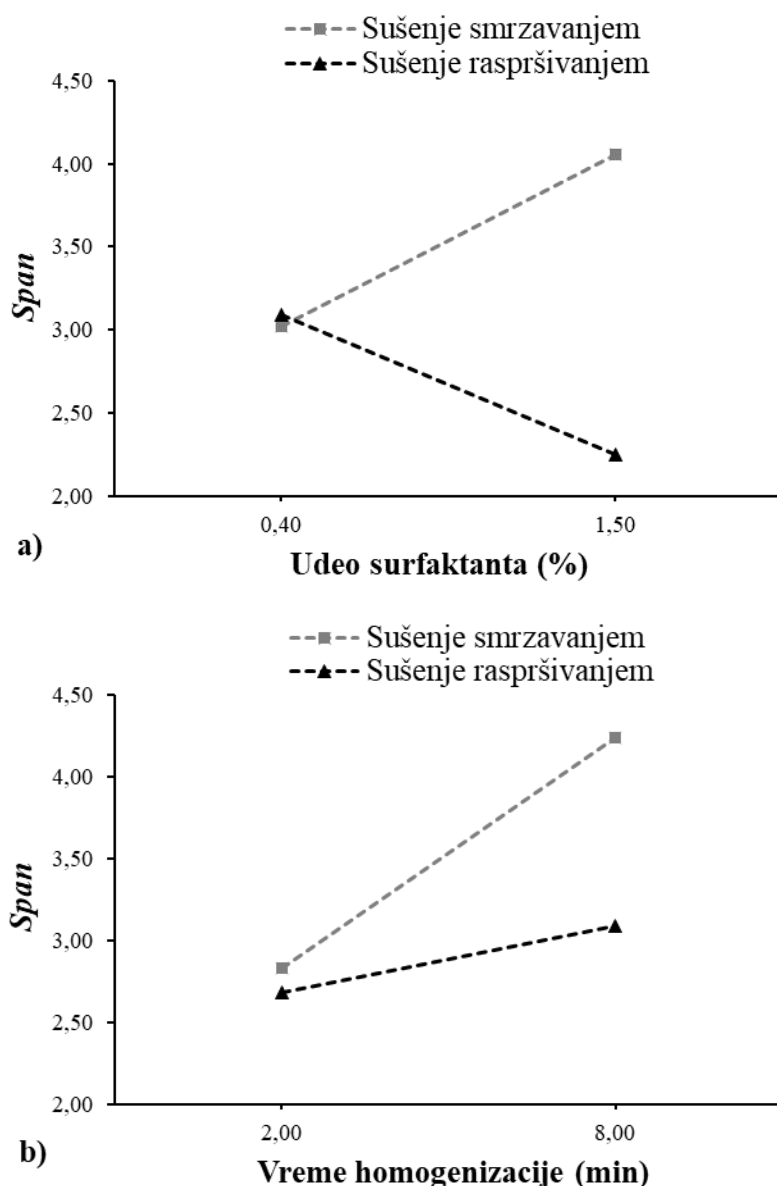 Sušenje smrzavanjem
Sušenje raspršivanjem
4,50
4,00
3,50
3,00
2,50
2,00
Span
0,40
1,50
a)
Udeo surfaktanta (%)
Sušenje smrzavanjem
Sušenje raspršivanjem
4,50
4,00
3,50
3,00
2,50
2,00
Span
2,00
8,00
b)
Vreme homogenizacije (min)